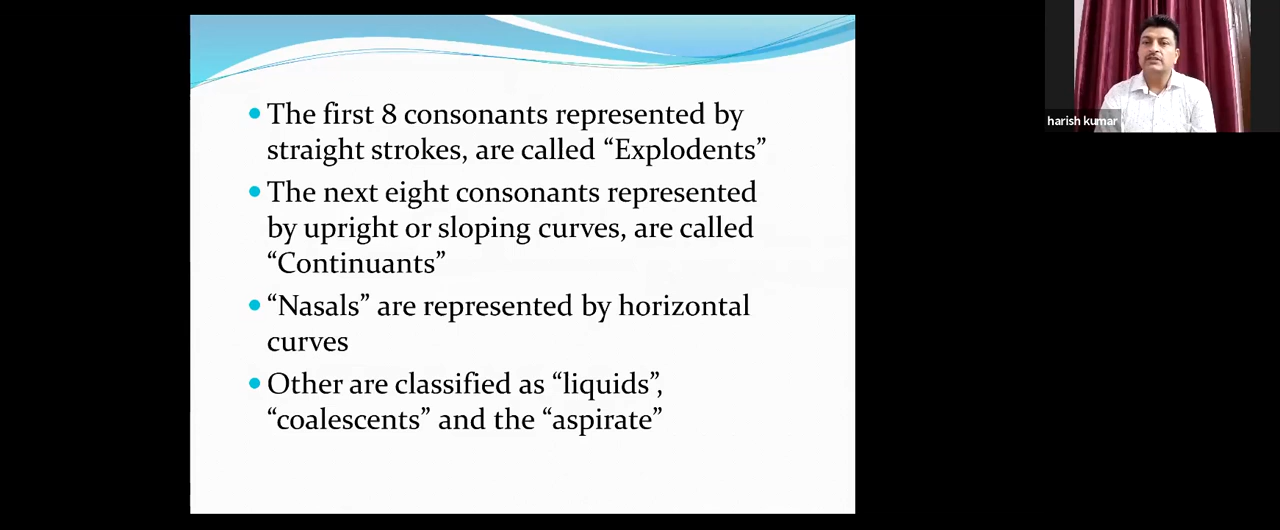 The first 8 consonants represented by
straight strokes, are called “Explodents”
The next eight consonants represented
by upright or sloping curves, are called
“Continuants”
“Nasals” are represented by horizontal
curves
Other are classified as “liquids”,
“coalescents” and the “aspirate”
harish kumar